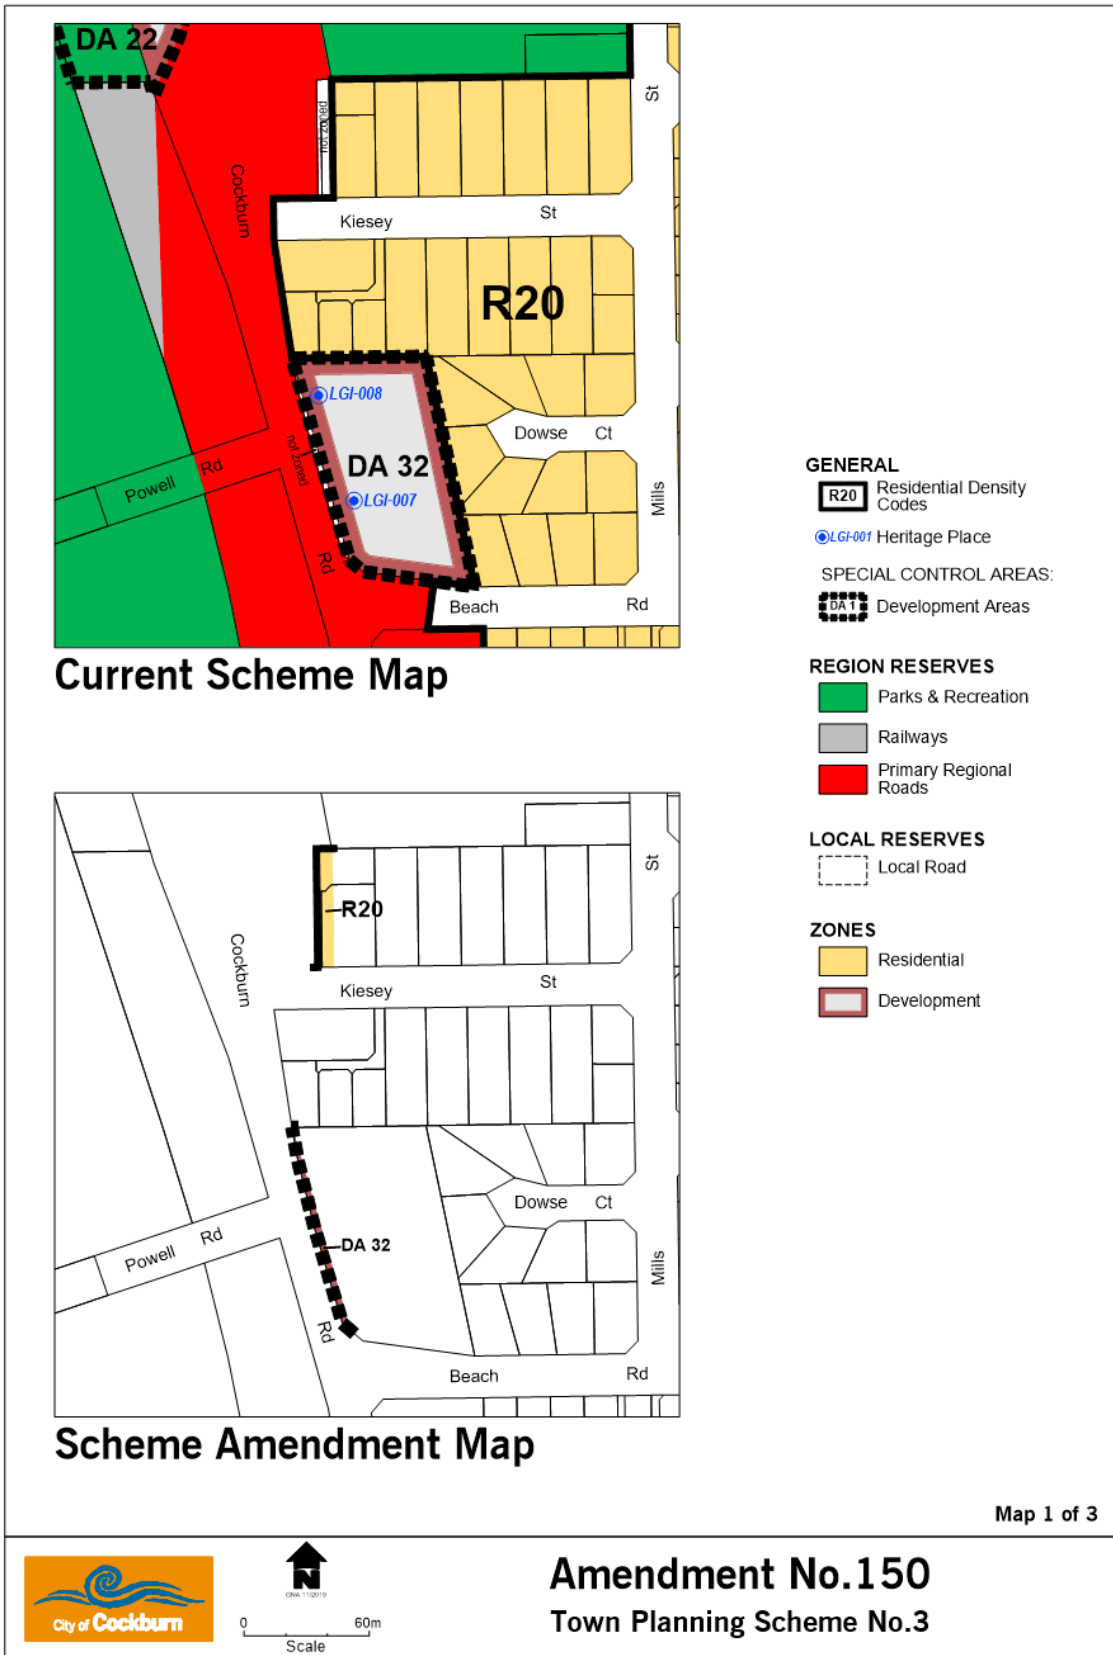 DA 22
St
not zoned
Cockburn
Kiesey
St
R20
LGI-008
Dowse
Ct
not zoned
DA 32
Powell
Rd
LGI-007
Mills
Rd
Beach
Rd
Current Scheme Map
GENERAL
R20
Residential Density
Codes
LGI-001 Heritage Place
SPECIAL CONTROL AREAS:
DA 1
Development Areas
REGION RESERVES
Parks & Recreation
Railways
Primary Regional
Roads
LOCAL RESERVES
Local Road
ZONES
Residential
Development
St
R20
Cockburn
Kiesey
St
Dowse
Ct
Powell
Rd
DA 32
Mills
Rd
Beach
Rd
Scheme Amendment Map
Map 1 of 3
City of Cockburn
N
0
60m
Scale
Amendment No.150
Town Planning Scheme No.3